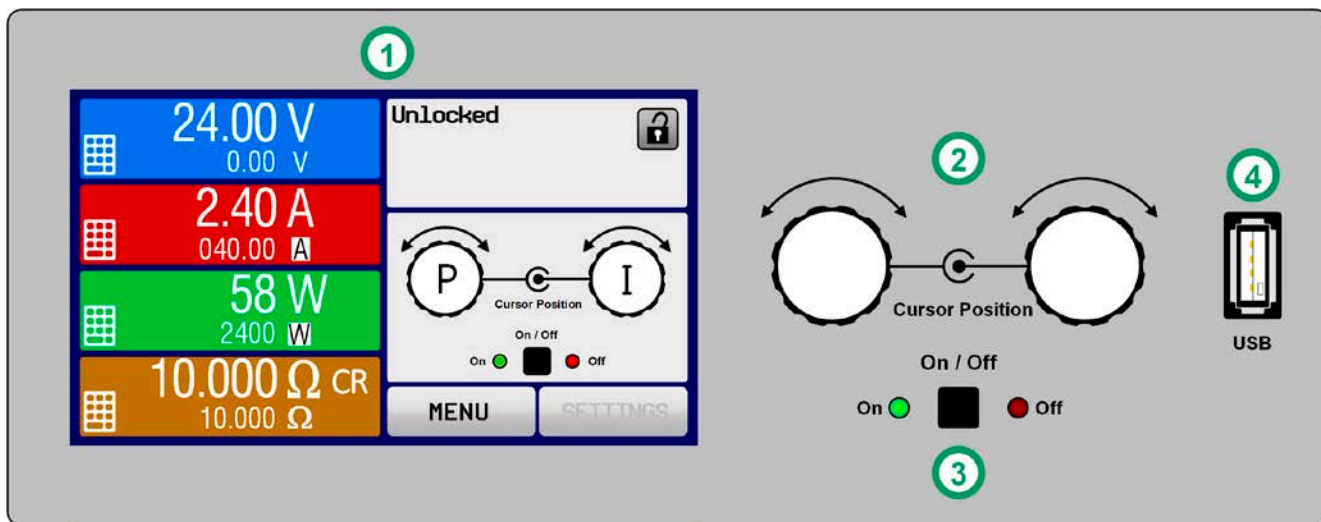 1
24.00 V
0.00 V
2.40 A
040.00 A
58 W
2400 W
10.000 Ω CR
10.000 Ω
Unlocked
P
I
Cursor Position
On / Off
On
Off
MENU
SETTINGS
2
Cursor Position
On / Off
On
Off
3
4
USB